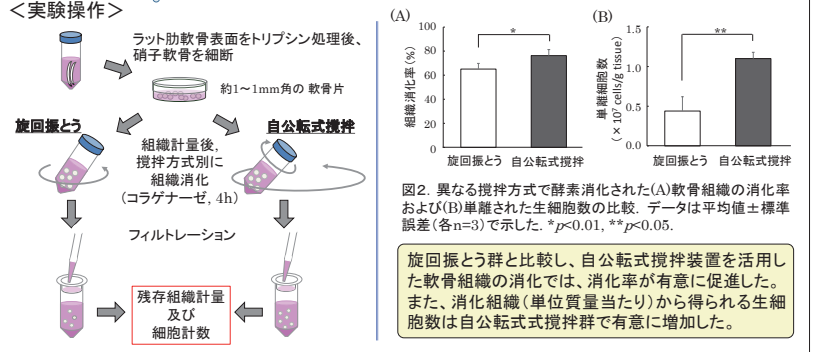 ＜実験操作＞
ラット肋軟骨表面をトリプシン処理後、
硝子軟骨を細断
約1～1mm角の 軟骨片
旋回振とう
自公転式攪拌
組織計量後,
攪拌方式別に
組織消化
(コラゲナーゼ, 4h)
フィルトレーション
残存組織計量
及び
細胞計数
(A)
組織消化率(%)
100
80
60
40
20
0
*
旋回振とう
自公転式攪拌
(B)
単離細胞数
(×10⁷ cells/g tissue)
1.5
1.0
0.5
0.0
**
旋回振とう
自公転式攪拌
図2. 異なる攪拌方式で酵素消化された(A)軟骨組織の消化率
および(B)単離された生細胞数の比較. データは平均値±標準
誤差(各n=3)で示した. *p<0.01, **p<0.05.
旋回振とう群と比較し、自公転式攪拌装置を活用し
た軟骨組織の消化では、消化率が有意に促進した。
また、消化組織（単位質量当たり）から得られる生細
胞数は自公転式式攪拌群で有意に増加した。